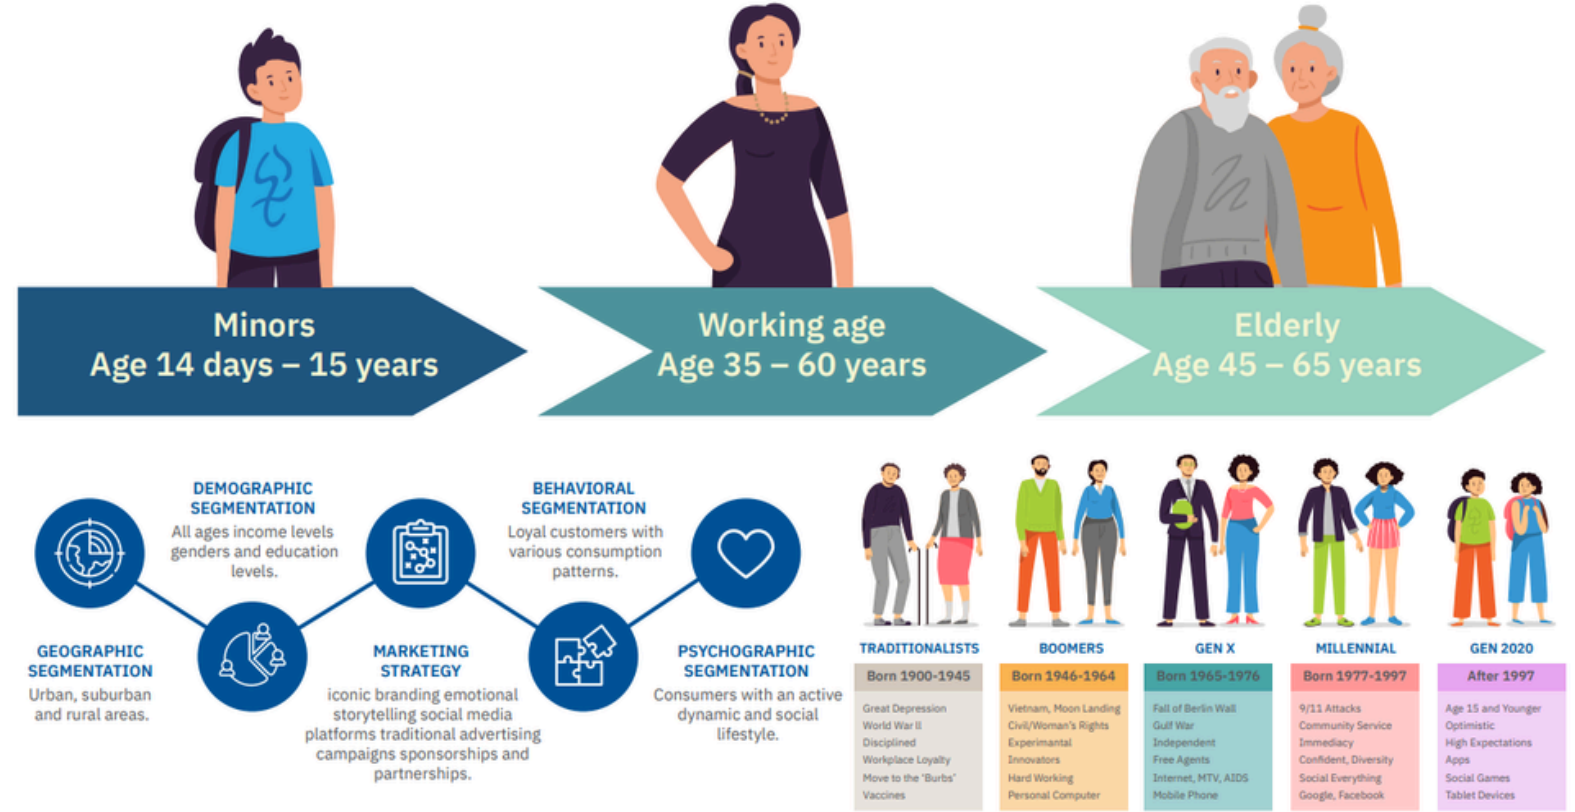 Minors
Age 14 days – 15 years
Working age
Age 35 – 60 years
Elderly
Age 45 – 65 years
DEMOGRAPHIC
SEGMENTATION
All ages income levels
genders and education
levels.
BEHAVIORAL
SEGMENTATION
Loyal customers with
various consumption
patterns.
GEOGRAPHIC
SEGMENTATION
Urban, suburban
and rural areas.
MARKETING
STRATEGY
iconic branding emotional
storytelling social media
platforms traditional advertising
campaigns sponsorships and
partnerships.
PSYCHOGRAPHIC
SEGMENTATION
Consumers with an active
dynamic and social
lifestyle.
TRADITIONALISTS
Born 1900-1945
Great Depression
World War II
Disciplined
Workplace Loyalty
Move to the 'Burbs'
Vaccines
BOOMERS
Born 1946-1964
Vietnam, Moon Landing
Civil/Woman's Rights
Experimantal
Innovators
Hard Working
Personal Computer
GEN X
Born 1965-1976
Fall of Berlin Wall
Gulf War
Independent
Free Agents
Internet, MTV, AIDS
Mobile Phone
MILLENNIAL
Born 1977-1997
9/11 Attacks
Community Service
Immediacy
Confident, Diversity
Social Everything
Google, Facebook
GEN 2020
After 1997
Age 15 and Younger
Optimistic
High Expectations
Apps
Social Games
Tablet Devices